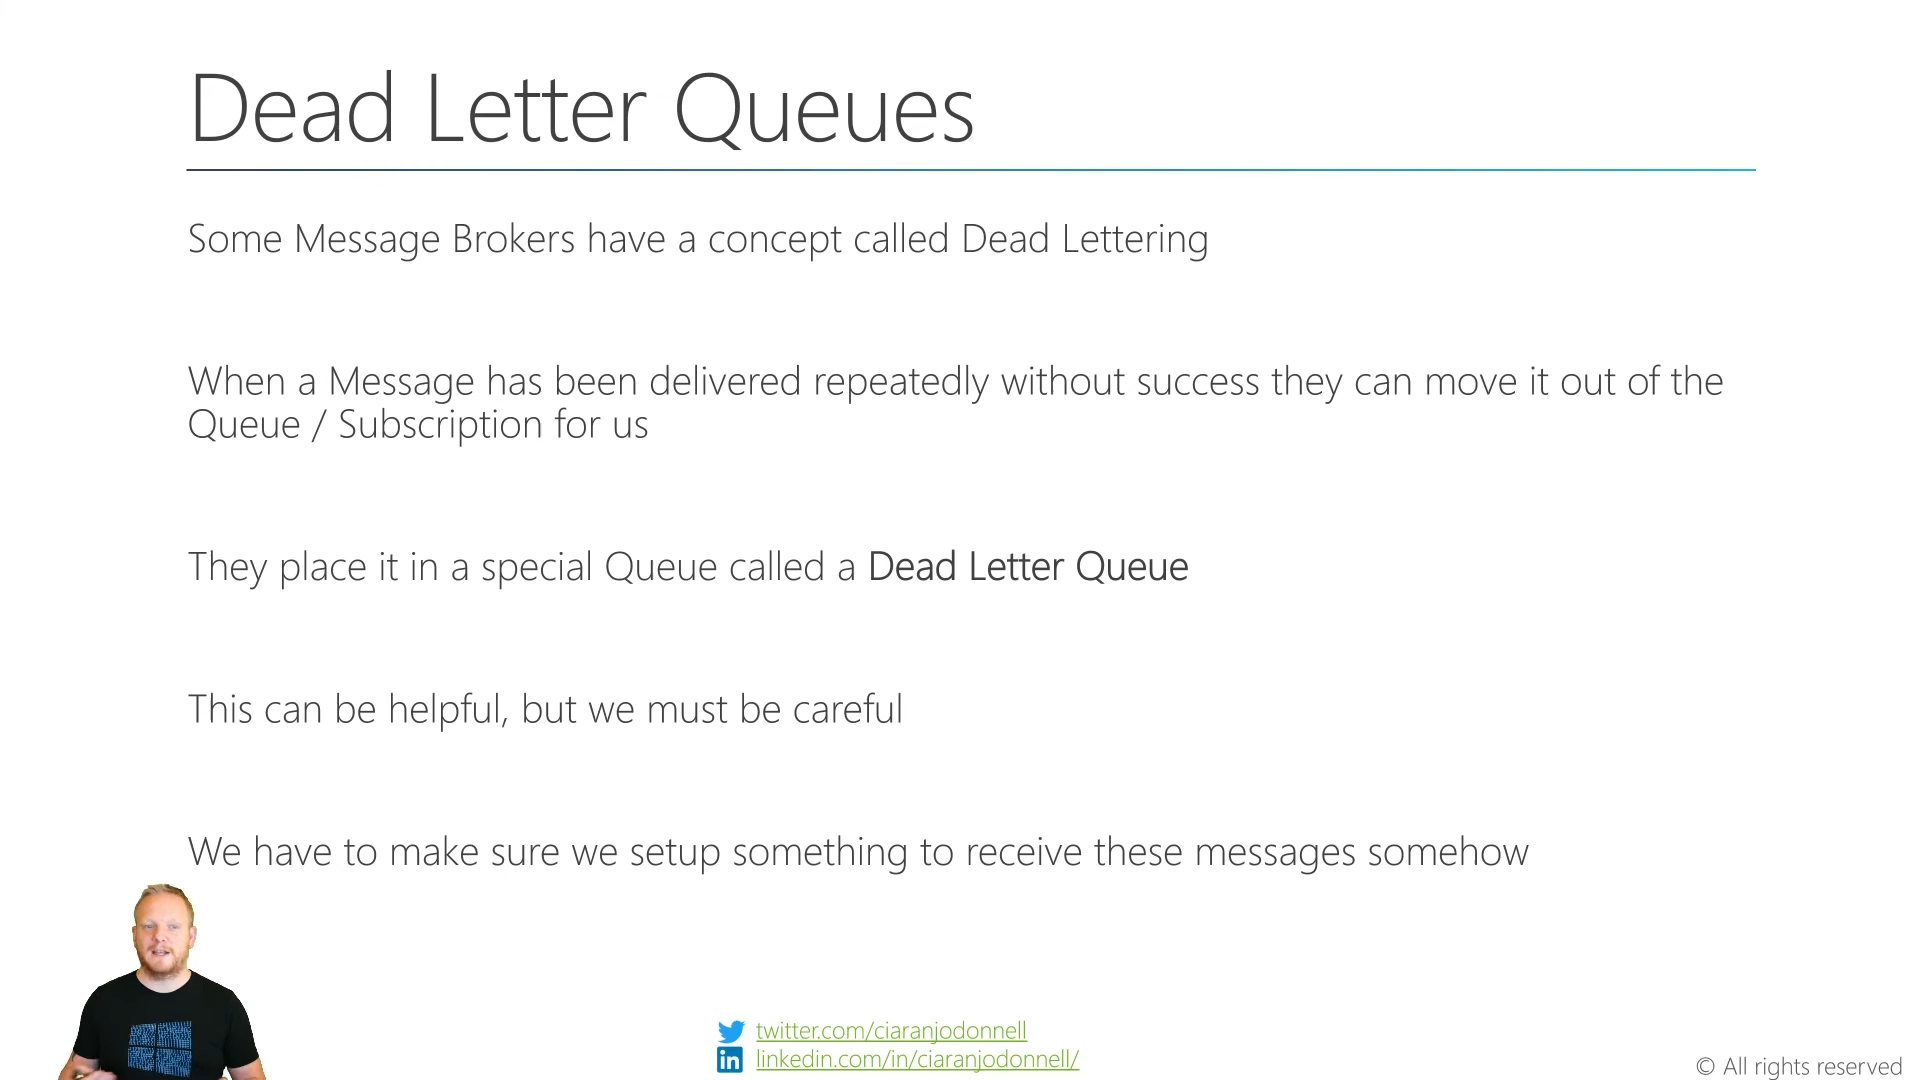 Dead Letter Queues
Some Message Brokers have a concept called Dead Lettering
When a Message has been delivered repeatedly without success they can move it out of the
Queue / Subscription for us
They place it in a special Queue called a Dead Letter Queue
This can be helpful, but we must be careful
We have to make sure we setup something to receive these messages somehow
twitter.com/ciaranjodonnell
in linkedin.com/in/ciaranjodonnell/
© All rights reserved